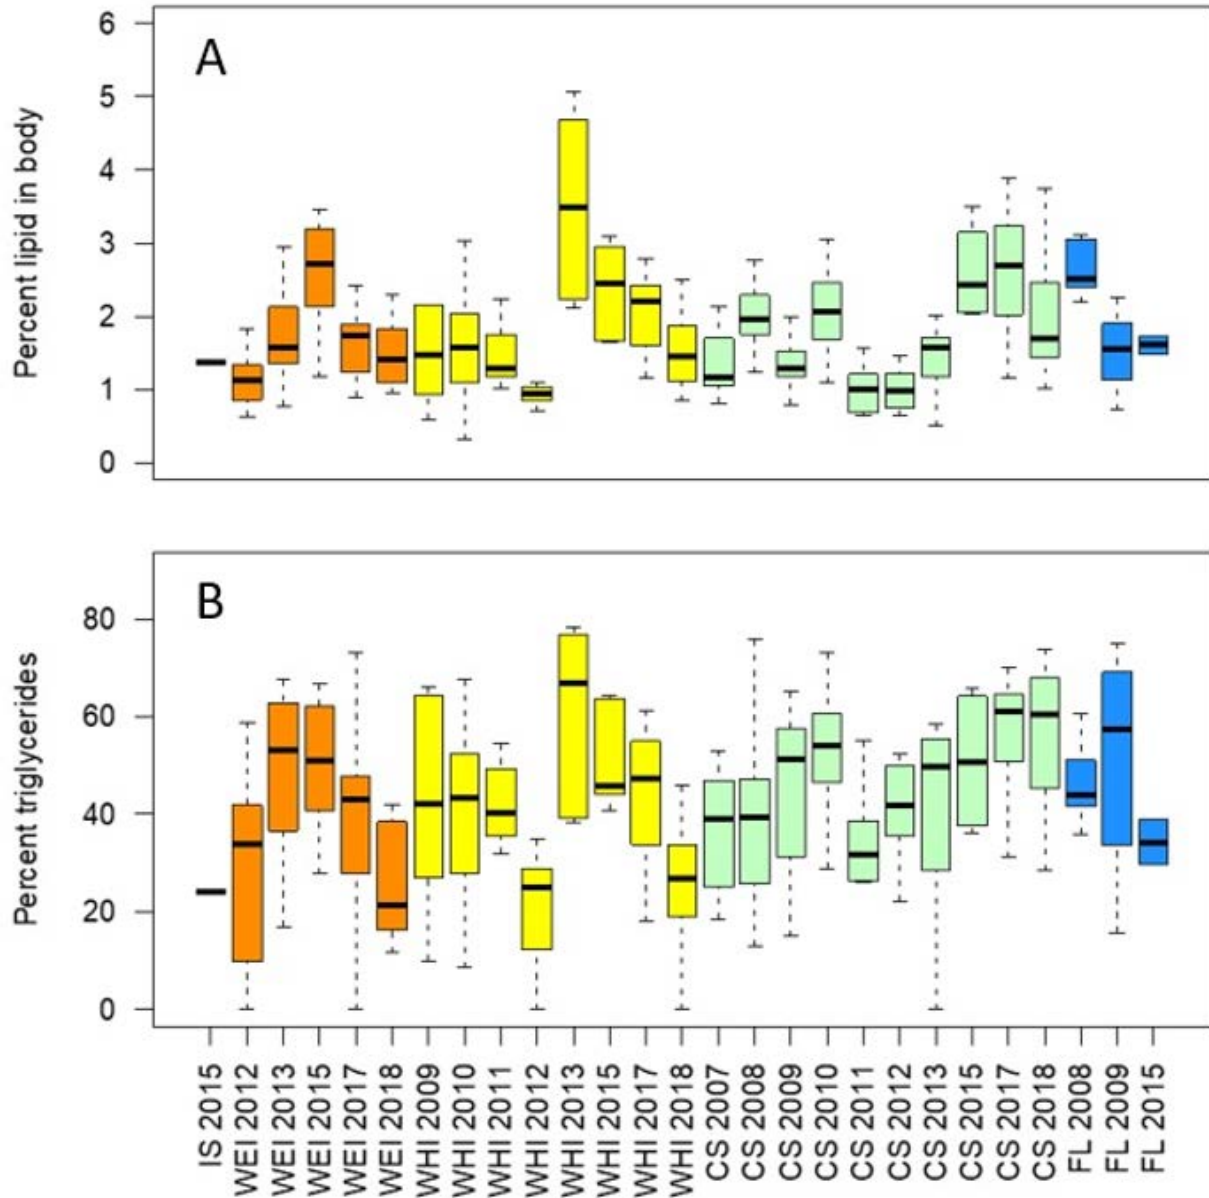 A
Percent lipid in body
6
5
4
3
2
1
0
B
Percent triglycerides
80
60
40
20
0
IS 2015
WEI 2012
WEI 2013
WEI 2015
WEI 2017
WEI 2018
WHI 2009
WHI 2010
WHI 2011
WHI 2012
WHI 2013
WHI 2015
WHI 2017
WHI 2018
CS 2007
CS 2008
CS 2009
CS 2010
CS 2011
CS 2012
CS 2013
CS 2015
CS 2017
CS 2018
FL 2008
FL 2009
FL 2015